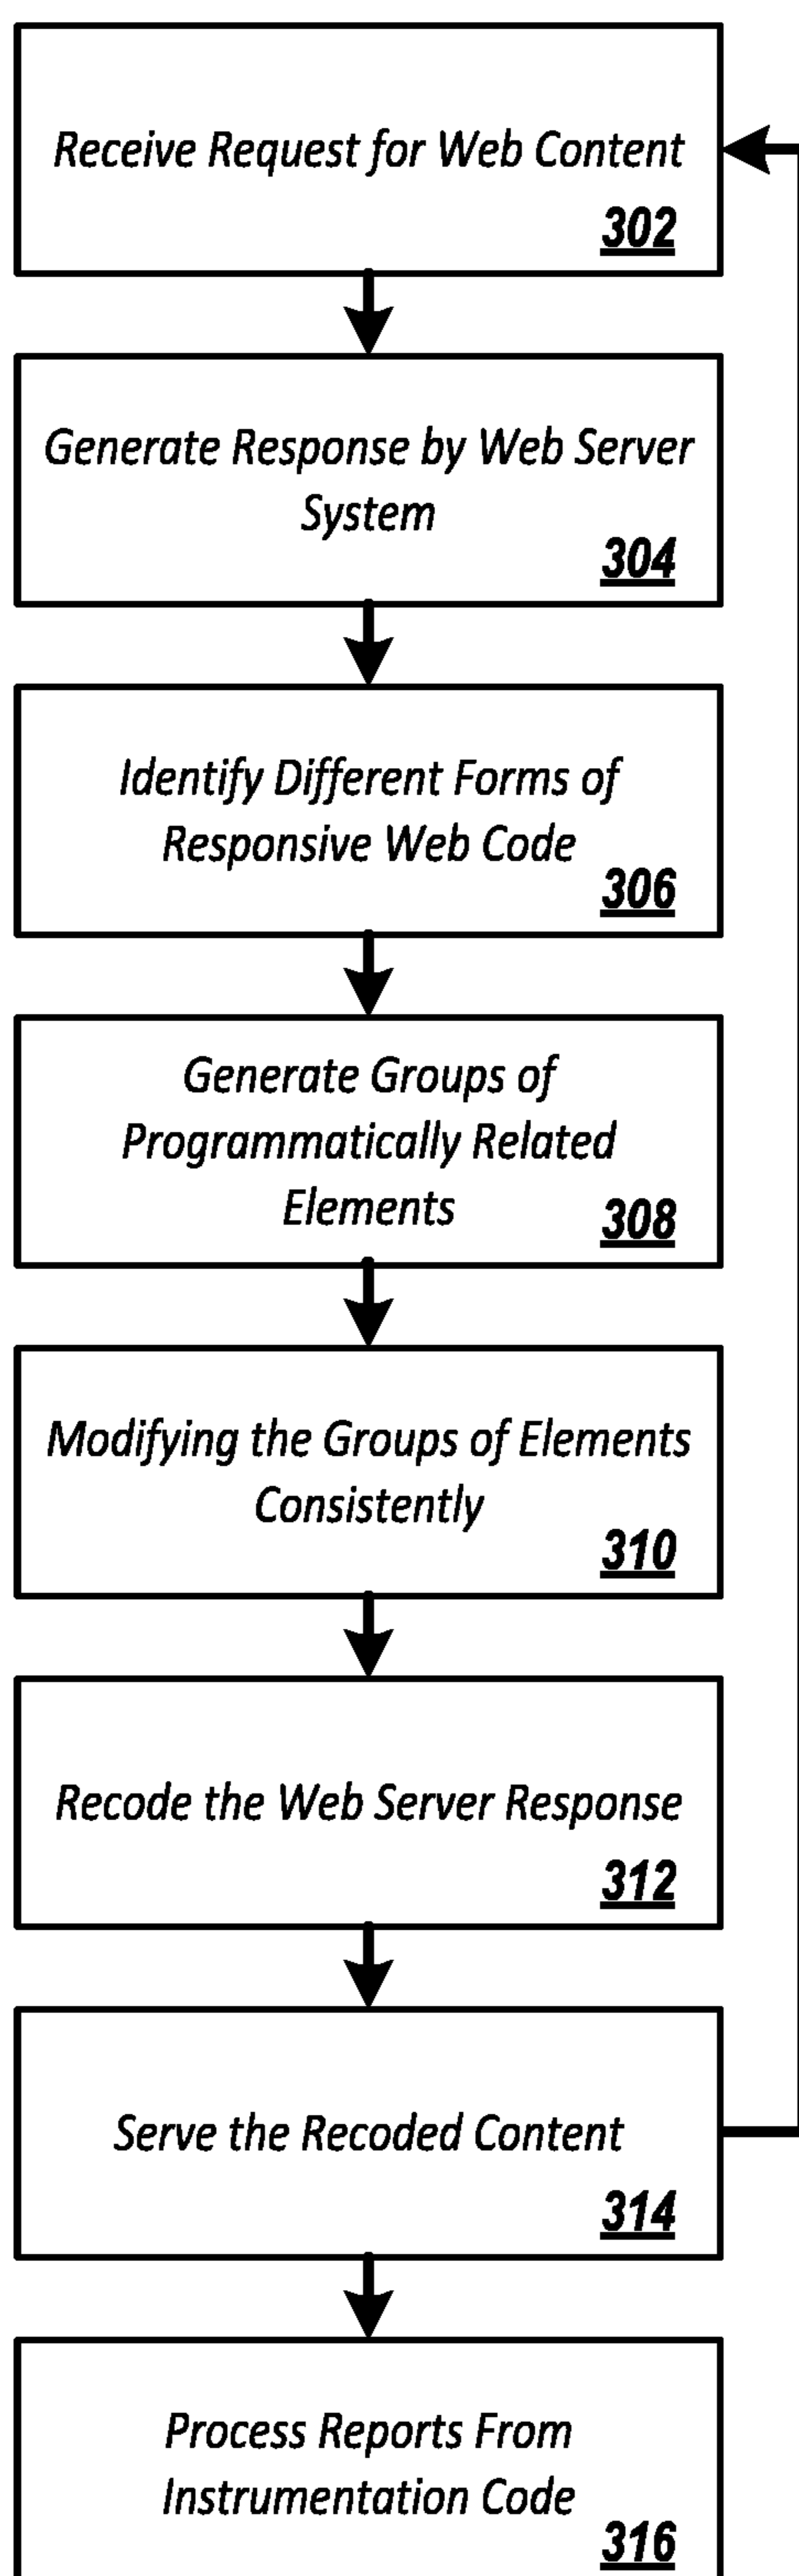 Receive Request for Web Content
302
Generate Response by Web Server
System
304
Identify Different Forms of
Responsive Web Code
306
Generate Groups of
Programmatically Related
Elements
308
Modifying the Groups of Elements
Consistently
310
Recode the Web Server Response
312
Serve the Recoded Content
314
Process Reports From
Instrumentation Code
316